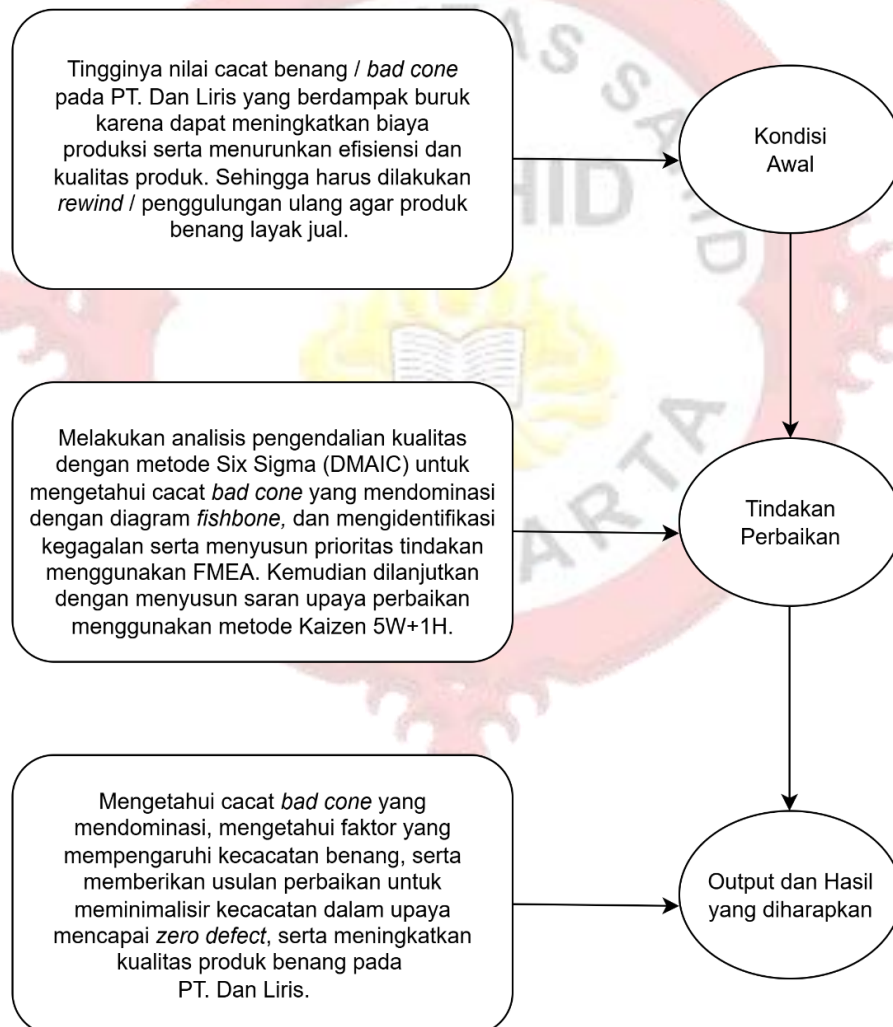 Tingginya nilai cacat benang / bad cone
pada PT. Dan Liris yang berdampak buruk
karena dapat meningkatkan biaya
produksi serta menurunkan efisiensi dan
kualitas produk. Sehingga harus dilakukan
rewind / penggulungan ulang agar produk
benang layak jual.
Kondisi
Awal
Melakukan analisis pengendalian kualitas
dengan metode Six Sigma (DMAIC) untuk
mengetahui cacat bad cone yang mendominasi
dengan diagram fishbone, dan mengidentifikasi
kegagalan serta menyusun prioritas tindakan
menggunakan FMEA. Kemudian dilanjutkan
dengan menyusun saran upaya perbaikan
menggunakan metode Kaizen 5W+1H.
Tindakan
Perbaikan
Mengetahui cacat bad cone yang
mendominasi, mengetahui faktor yang
mempengaruhi kecacatan benang, serta
memberikan usulan perbaikan untuk
meminimalisir kecacatan dalam upaya
mencapai zero defect, serta meningkatkan
kualitas produk benang pada
PT. Dan Liris.
Output dan Hasil
yang diharapkan